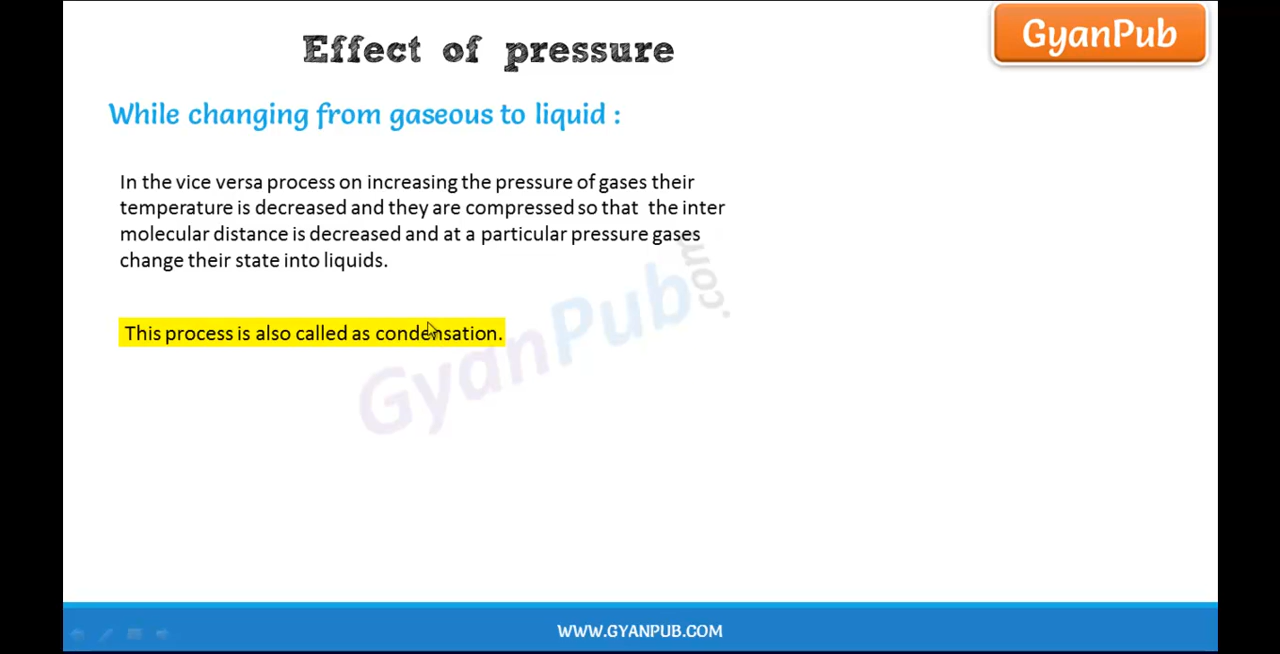 Effect of pressure
GyanPub
While changing from gaseous to liquid :
In the vice versa process on increasing the pressure of gases their
temperature is decreased and they are compressed so that the inter
molecular distance is decreased and at a particular pressure gases
change their state into liquids.
This process is also called as condensation.
GyanPub.com
WWW.GYANPUB.COM